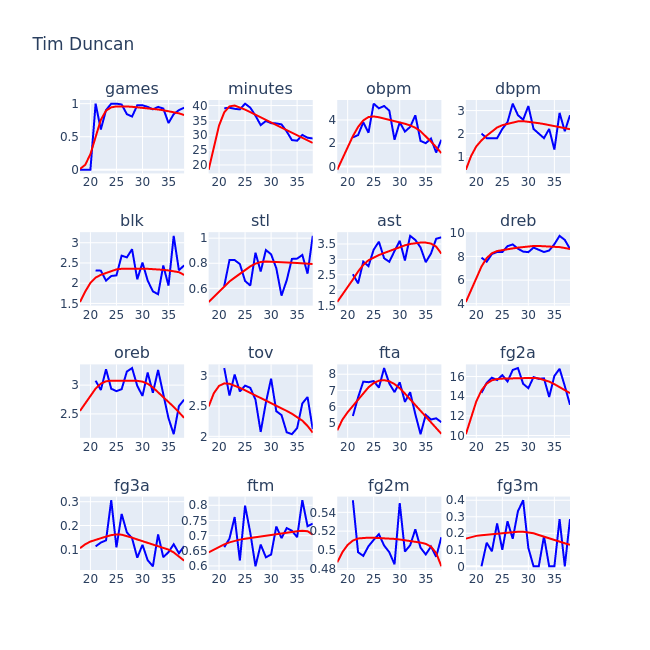 Tim Duncan
games minutes obpm dbpm
1 0.5 0
40 35 30 25 20
4 2 0
3 2 1
20 25 30 35 20 25 30 35 20 25 30 35 20 25 30 35
blk stl ast dreb
3 2.5 2 1.5
1 0.8 0.6
3.5 3 2.5 2 1.5
10 8 6 4
20 25 30 35 20 25 30 35 20 25 30 35 20 25 30 35
oreb tov fta fg2a
3 2.5
3 2.5 2
8 7 6 5
16 14 12 10
20 25 30 35 20 25 30 35 20 25 30 35 20 25 30 35
fg3a ftm fg2m fg3m
0.3 0.2 0.1
0.8 0.75 0.7 0.65 0.6
0.54 0.52 0.5 0.48
0.4 0.3 0.2 0.1 0
20 25 30 35 20 25 30 35 20 25 30 35 20 25 30 35